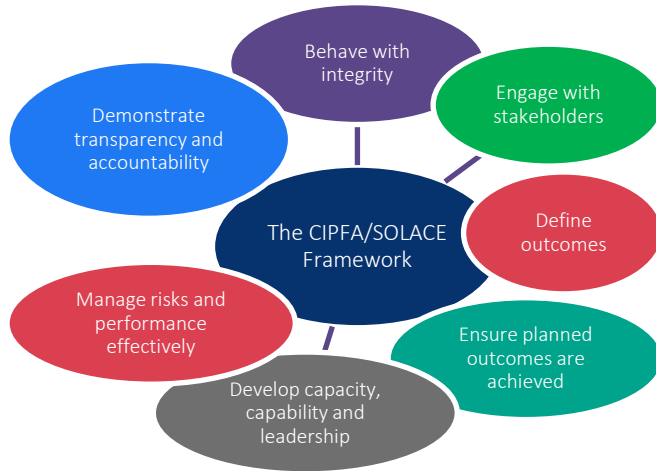 Behave with
integrity
Engage with
stakeholders
Demonstrate
transparency and
accountability
The CIPFA/SOLACE
Framework
Define
outcomes
Manage risks and
performance
effectively
Ensure planned
outcomes are
achieved
Develop capacity,
capability and
leadership